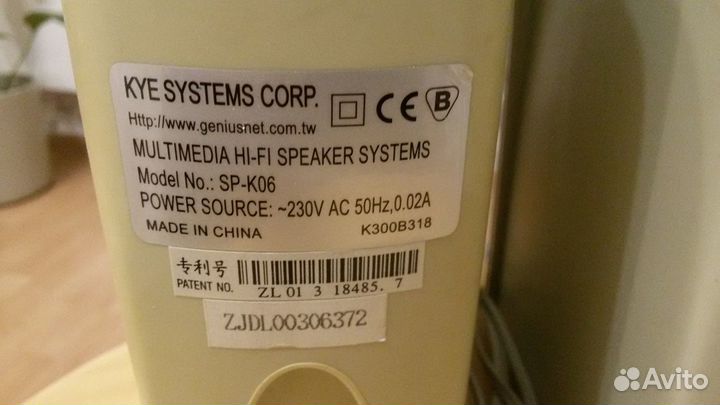 KYE SYSTEMS CORP.
Http://www.geniusnet.com.tw
CE B
MULTIMEDIA HI-FI SPEAKER SYSTEMS
Model No.: SP-K06
POWER SOURCE: ~230V AC 50Hz,0.02A
MADE IN CHINA K300B318
专利号
PATENT NO. ZL 01 3 18485. 7
ZJDL00306372
Avito